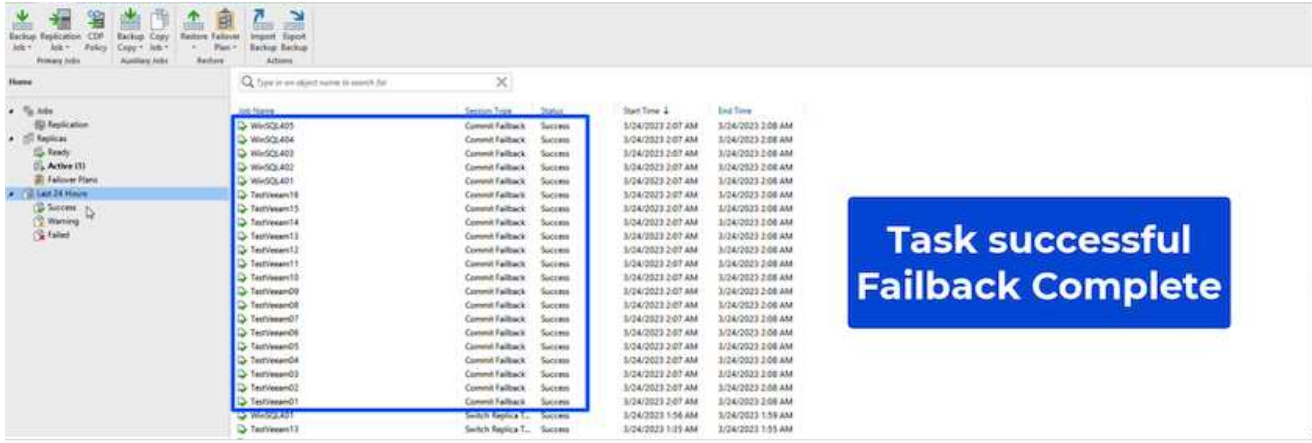 Backup Replication CDP Backup Copy Restore Failover Import Export
Job Job Policy Copy Job Plan Backup Backup
Primary Jobs Auxiliary Jobs Restore Actions
Home
Type in an object name to search for
Jobs
Replication
Replicas
Ready
Active (1)
Failover Plans
Last 24 Hours
Success
Warning
Failed
Job Name Session Type Status Start Time End Time
WinSQL405 Commit Failback Success 3/24/2023 2:07 AM 3/24/2023 2:08 AM
WinSQL404 Commit Failback Success 3/24/2023 2:07 AM 3/24/2023 2:08 AM
WinSQL403 Commit Failback Success 3/24/2023 2:07 AM 3/24/2023 2:08 AM
WinSQL402 Commit Failback Success 3/24/2023 2:07 AM 3/24/2023 2:08 AM
WinSQL401 Commit Failback Success 3/24/2023 2:07 AM 3/24/2023 2:08 AM
Commit Failback Success 3/24/2023 2:07 AM 3/24/2023 2:08 AM
TestVeeam15 Commit Failback Success 3/24/2023 2:07 AM 3/24/2023 2:08 AM
TestVeeam14 Commit Failback Success 3/24/2023 2:07 AM 3/24/2023 2:08 AM
TestVeeam13 Commit Failback Success 3/24/2023 2:07 AM 3/24/2023 2:08 AM
TestVeeam12 Commit Failback Success 3/24/2023 2:07 AM 3/24/2023 2:08 AM
TestVeeam11 Commit Failback Success 3/24/2023 2:07 AM 3/24/2023 2:08 AM
TestVeeam10 Commit Failback Success 3/24/2023 2:07 AM 3/24/2023 2:08 AM
TestVeeam09 Commit Failback Success 3/24/2023 2:07 AM 3/24/2023 2:08 AM
TestVeeam08 Commit Failback Success 3/24/2023 2:07 AM 3/24/2023 2:08 AM
TestVeeam07 Commit Failback Success 3/24/2023 2:07 AM 3/24/2023 2:08 AM
TestVeeam06 Commit Failback Success 3/24/2023 2:07 AM 3/24/2023 2:08 AM
TestVeeam05 Commit Failback Success 3/24/2023 2:07 AM 3/24/2023 2:08 AM
TestVeeam04 Commit Failback Success 3/24/2023 2:07 AM 3/24/2023 2:08 AM
TestVeeam03 Commit Failback Success 3/24/2023 2:07 AM 3/24/2023 2:08 AM
TestVeeam02 Commit Failback Success 3/24/2023 2:07 AM 3/24/2023 2:08 AM
TestVeeam01 Commit Failback Success 3/24/2023 2:07 AM 3/24/2023 2:08 AM
WinSQL401 Switch Replica T... Success 3/24/2023 1:56 AM 3/24/2023 1:59 AM
TestVeeam13 Switch Replica T... Success 3/24/2023 1:35 AM 3/24/2023 1:55 AM
Task successful
Failback Complete